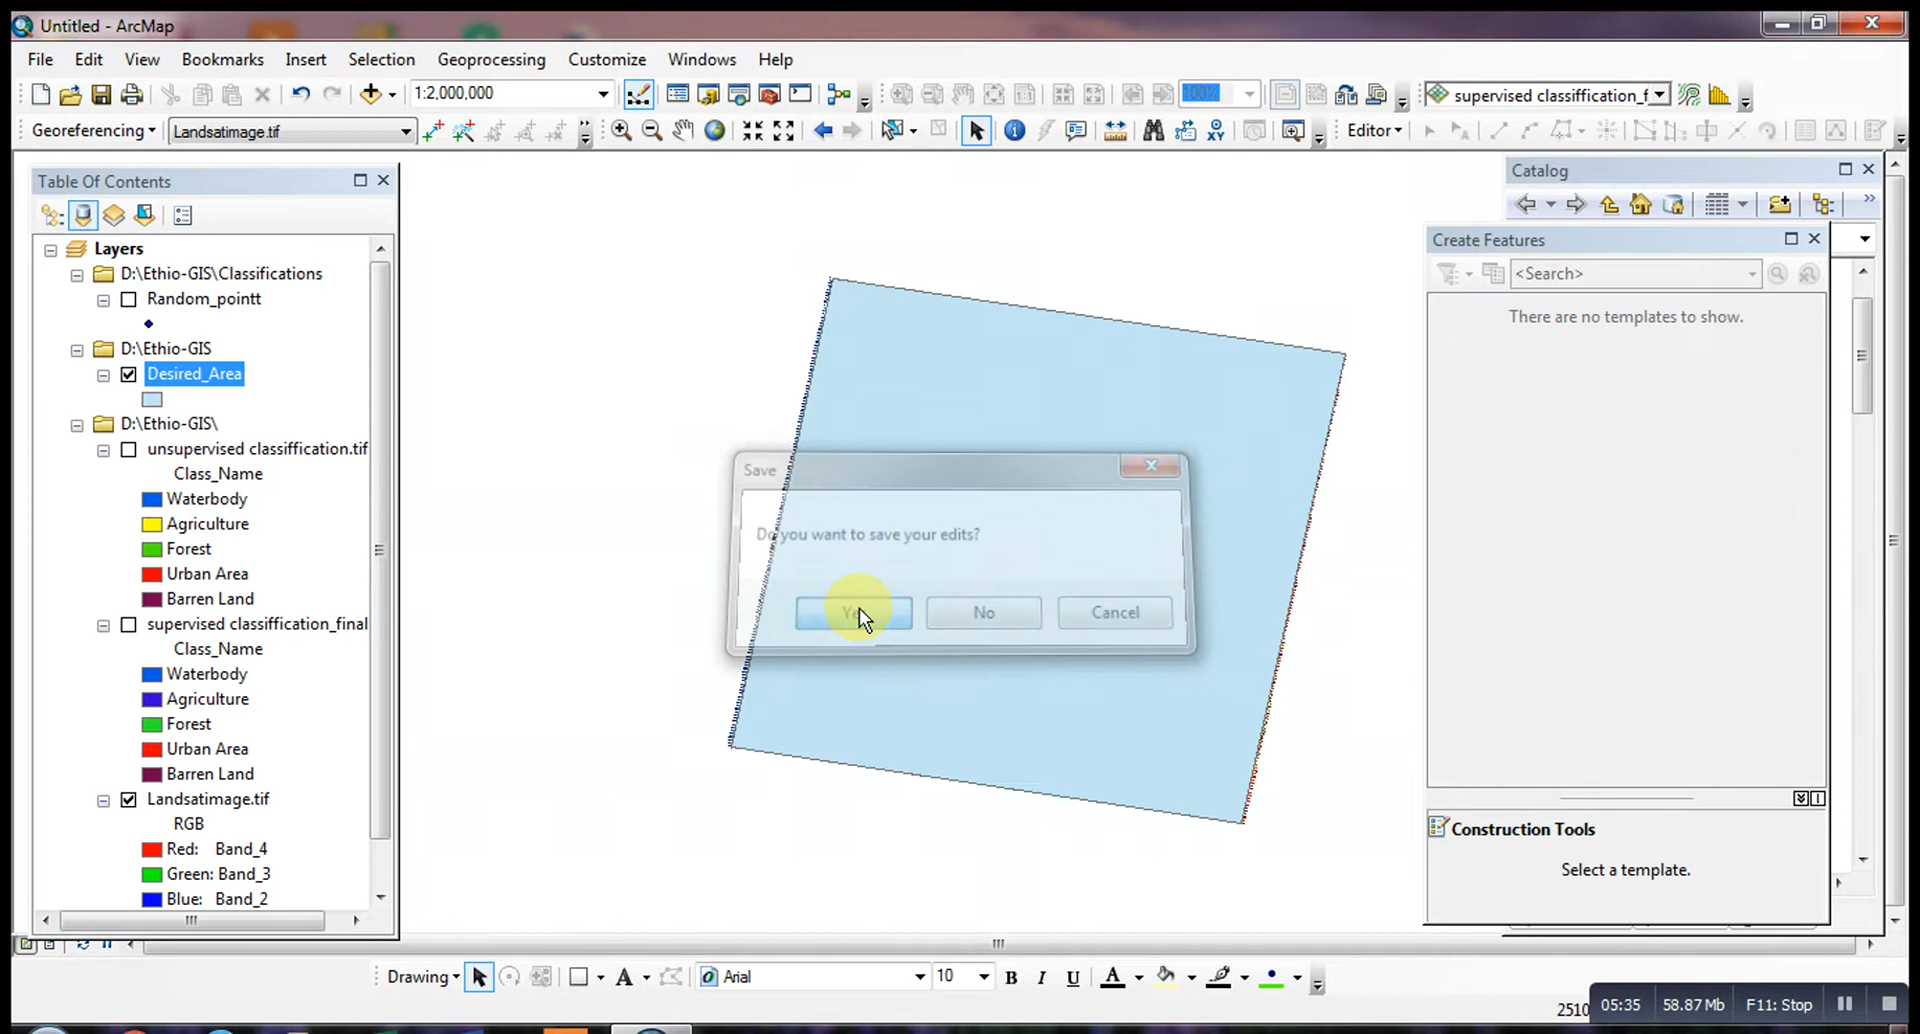 Untitled - ArcMap
File Edit View Bookmarks Insert Selection Geoprocessing Customize Windows Help
1:2,000,000 100% supervised classiffication_f
Georeferencing Landsatimage.tif Editor
Table Of Contents
Layers
D:\Ethio-GIS\Classifications
Random_pointt
D:\Ethio-GIS
Desired_Area
D:\Ethio-GIS\
unsupervised classiffication.tif
Class_Name
Waterbody
Agriculture
Forest
Urban Area
Barren Land
supervised classiffication_final
Class_Name
Waterbody
Agriculture
Forest
Urban Area
Barren Land
Landsatimage.tif
RGB
Red: Band_4
Green: Band_3
Blue: Band_2
Save
Do you want to save your edits?
No Cancel
Catalog
Create Features
<Search>
There are no templates to show.
Construction Tools
Select a template.
Drawing A Arial 10 B I U A
2510
05:35 58.87 Mb F11: Stop